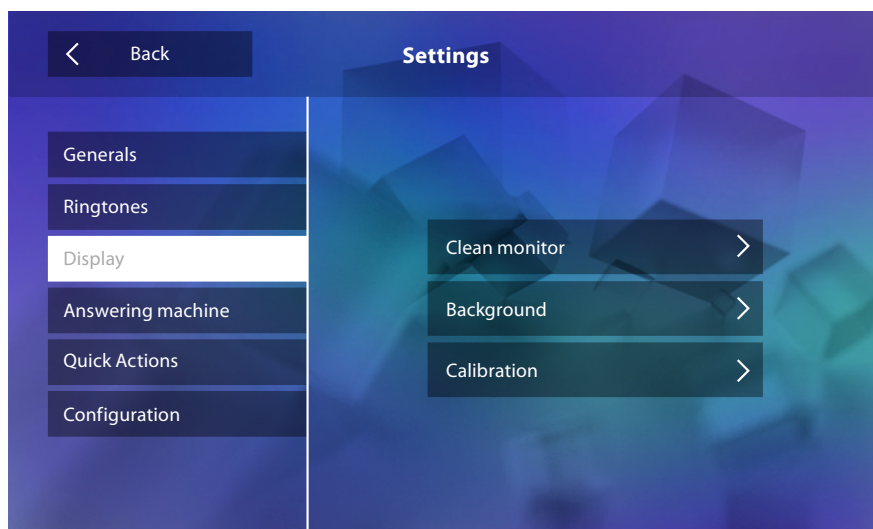 Back
Settings
Generals
Ringtones
Display
Answering machine
Quick Actions
Configuration
Clean monitor
Background
Calibration